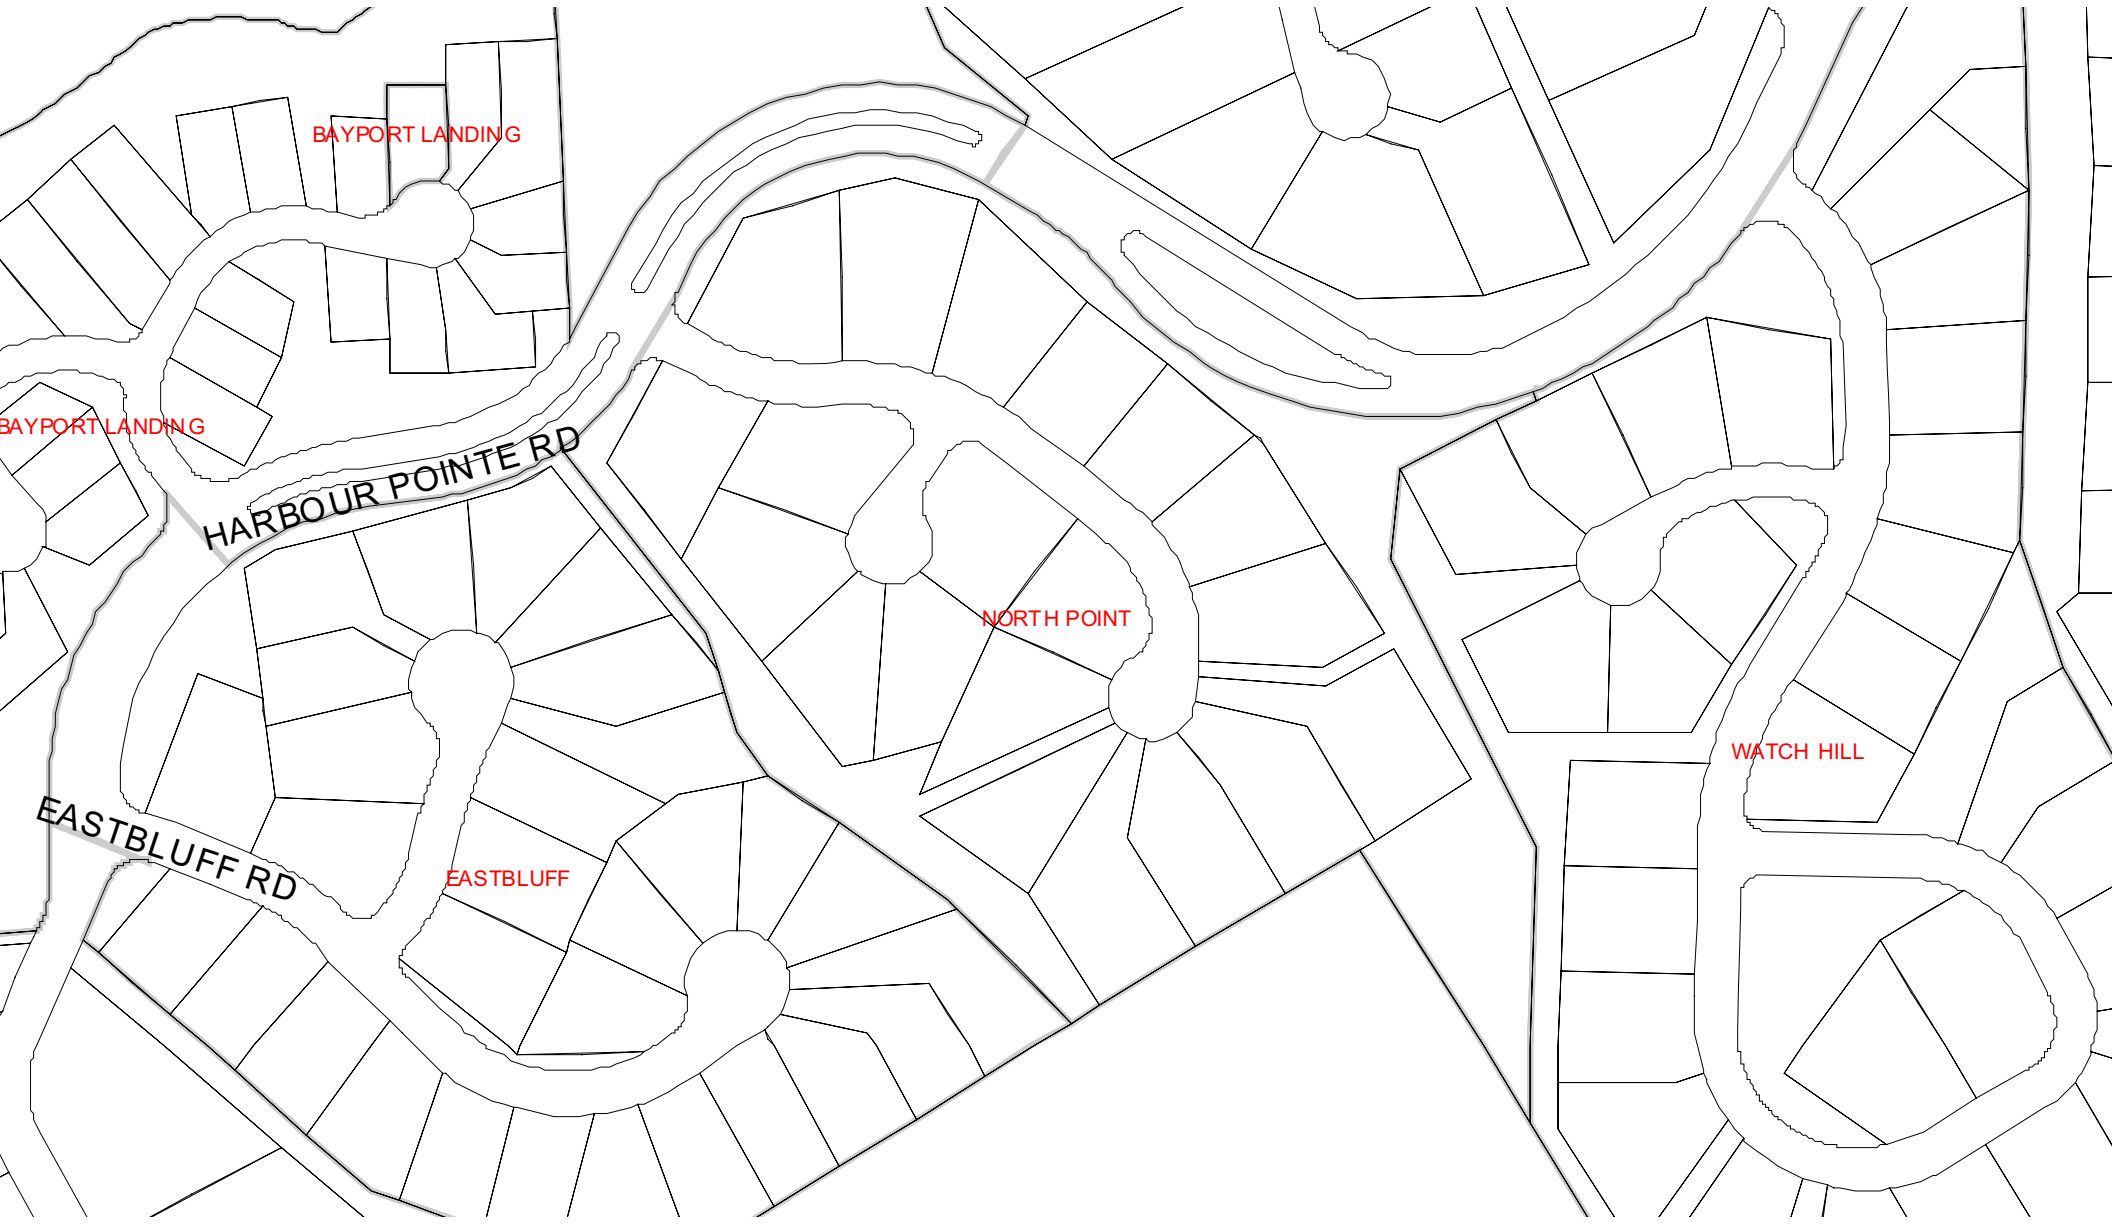 BAYPORT LANDING
BAYPORT LANDING
HARBOUR POINTE RD
NORTH POINT
WATCH HILL
EASTBLUFF RD
EASTBLUFF